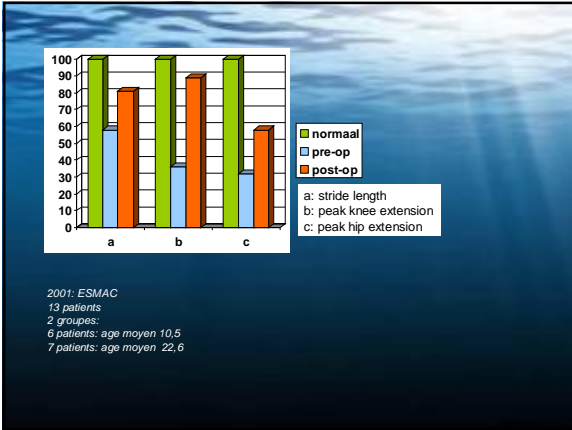 100
90
80
70
60
50
40
30
20
10
0
a b c
normaal
pre-op
post-op
a: stride length
b: peak knee extension
c: peak hip extension
2001: ESMAC
13 patients
2 groupes:
6 patients: age moyen 10,5
7 patients: age moyen 22,6